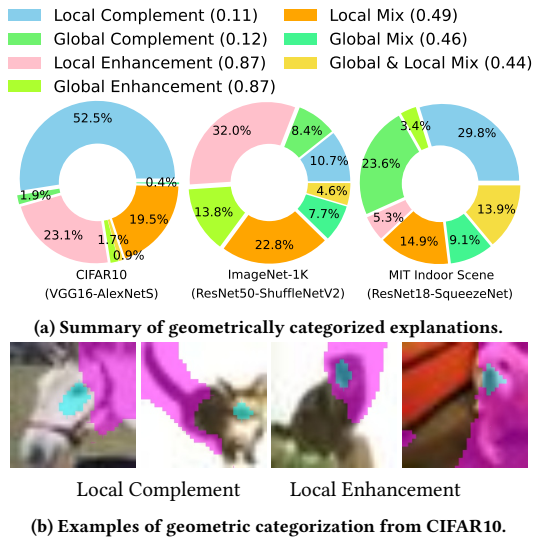 Local Complement (0.11)
Local Mix (0.49)
Global Complement (0.12)
Global Mix (0.46)
Local Enhancement (0.87)
Global & Local Mix (0.44)
Global Enhancement (0.87)
52.5%
1.9%
23.1%
1.7%
0.9%
19.5%
0.4%
32.0%
8.4%
10.7%
4.6%
7.7%
22.8%
13.8%
3.4%
29.8%
23.6%
5.3%
14.9%
9.1%
13.9%
CIFAR10
(VGG16-AlexNetS)
ImageNet-1K
(ResNet50-ShuffleNetV2)
MIT Indoor Scene
(ResNet18-SqueezeNet)
(a) Summary of geometrically categorized explanations.
Local Complement
Local Enhancement
(b) Examples of geometric categorization from CIFAR10.